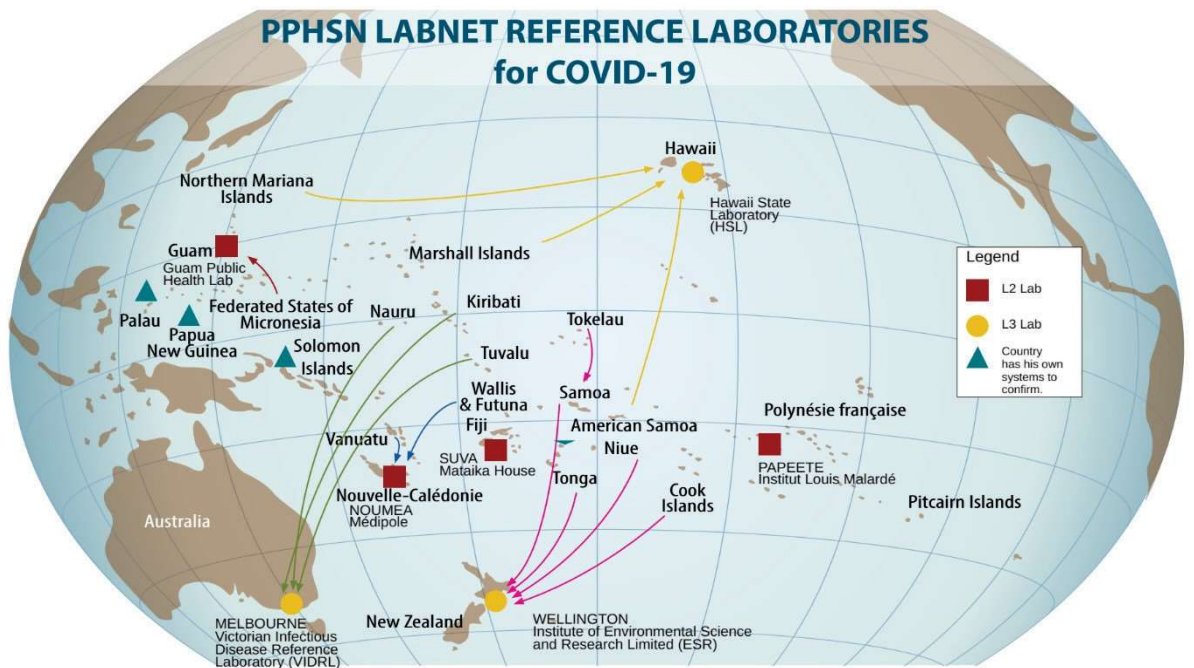 PPHSN LABNET REFERENCE LABORATORIES
for COVID-19
Hawaii
Hawaii State
Laboratory
(HSL)
Northern Mariana
Islands
Guam
Guam Public
Health Lab
Marshall Islands
Legend
L2 Lab
L3 Lab
Country
has his own
systems to
confirm.
Palau
Federated States of
Micronesia
Papua
New Guinea
Nauru
Kiribati
Tokelau
Solomon
Islands
Tuvalu
Wallis
& Futuna
Samoa
Fiji
SUVA
Mataika House
American Samoa
Niue
Polynésie française
PAPEETE
Institut Louis Malardé
Vanuatu
Tonga
Cook
Islands
Pitcairn Islands
Nouvelle-Calédonie
NOUMEA
Médipole
Australia
MELBOURNE
Victorian Infectious
Disease Reference
Laboratory (VIDRL)
New Zealand
WELLINGTON
Institute of Environmental Science
and Research Limited (ESR)